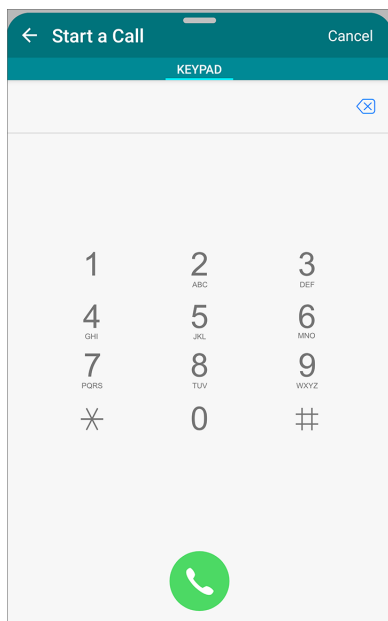 Start a Call Cancel
KEYPAD
1 2 3
ABC DEF
4 5 6
GHI JKL MNO
7 8 9
PQRS TUV WXYZ
* 0 #